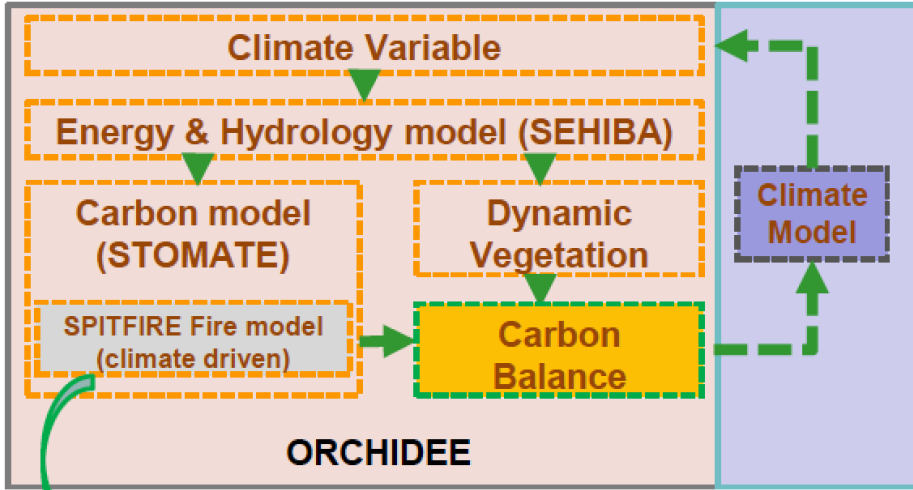 Climate Variable
Energy & Hydrology model (SEHIBA)
Carbon model
(STOMATE)
Dynamic
Vegetation
Climate
Model
SPITFIRE Fire model
(climate driven)
Carbon
Balance
ORCHIDEE